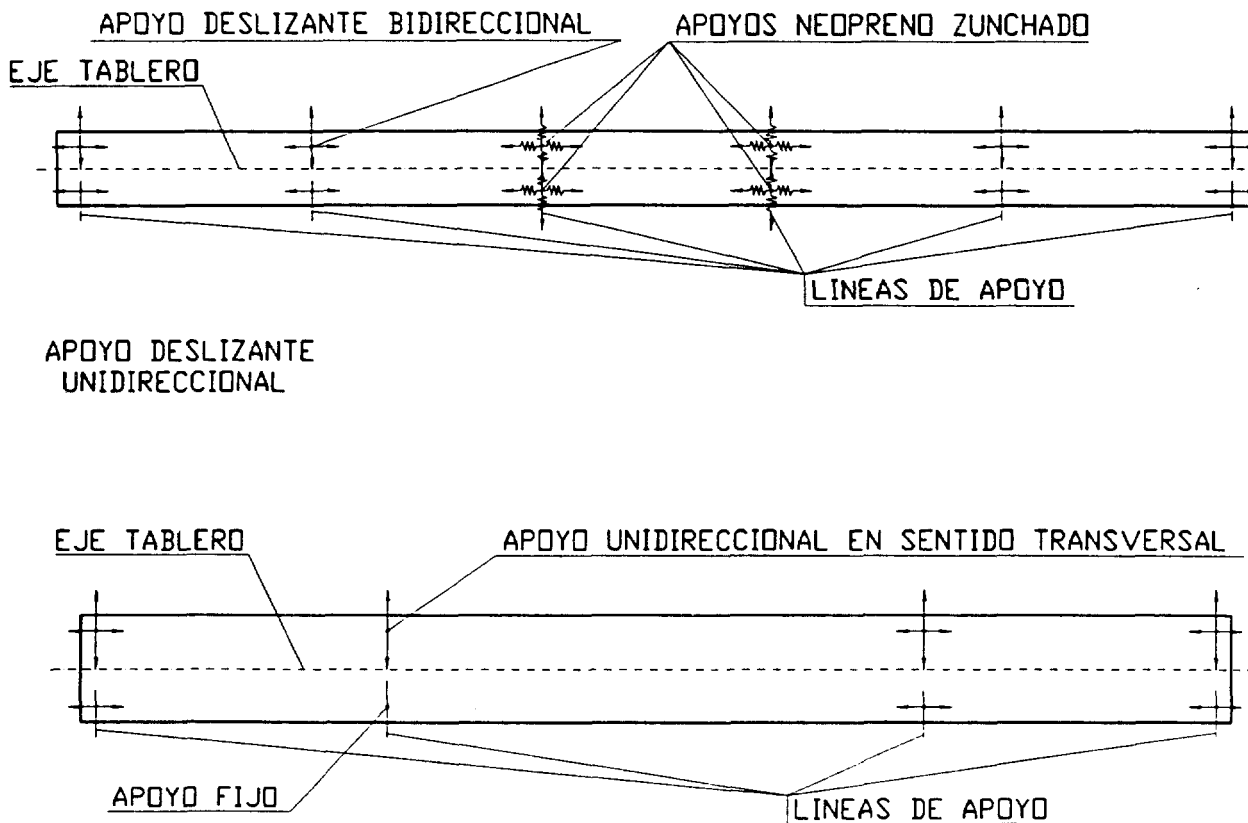 APOYO DESLIZANTE BIDIRECCIONAL
APOYOS NEOPRENO ZUNCHADO
EJE TABLERO
LINEAS DE APOYO
APOYO DESLIZANTE
UNIDIRECCIONAL
EJE TABLERO
APOYO UNIDIRECCIONAL EN SENTIDO TRANSVERSAL
APOYO FIJO
LINEAS DE APOYO